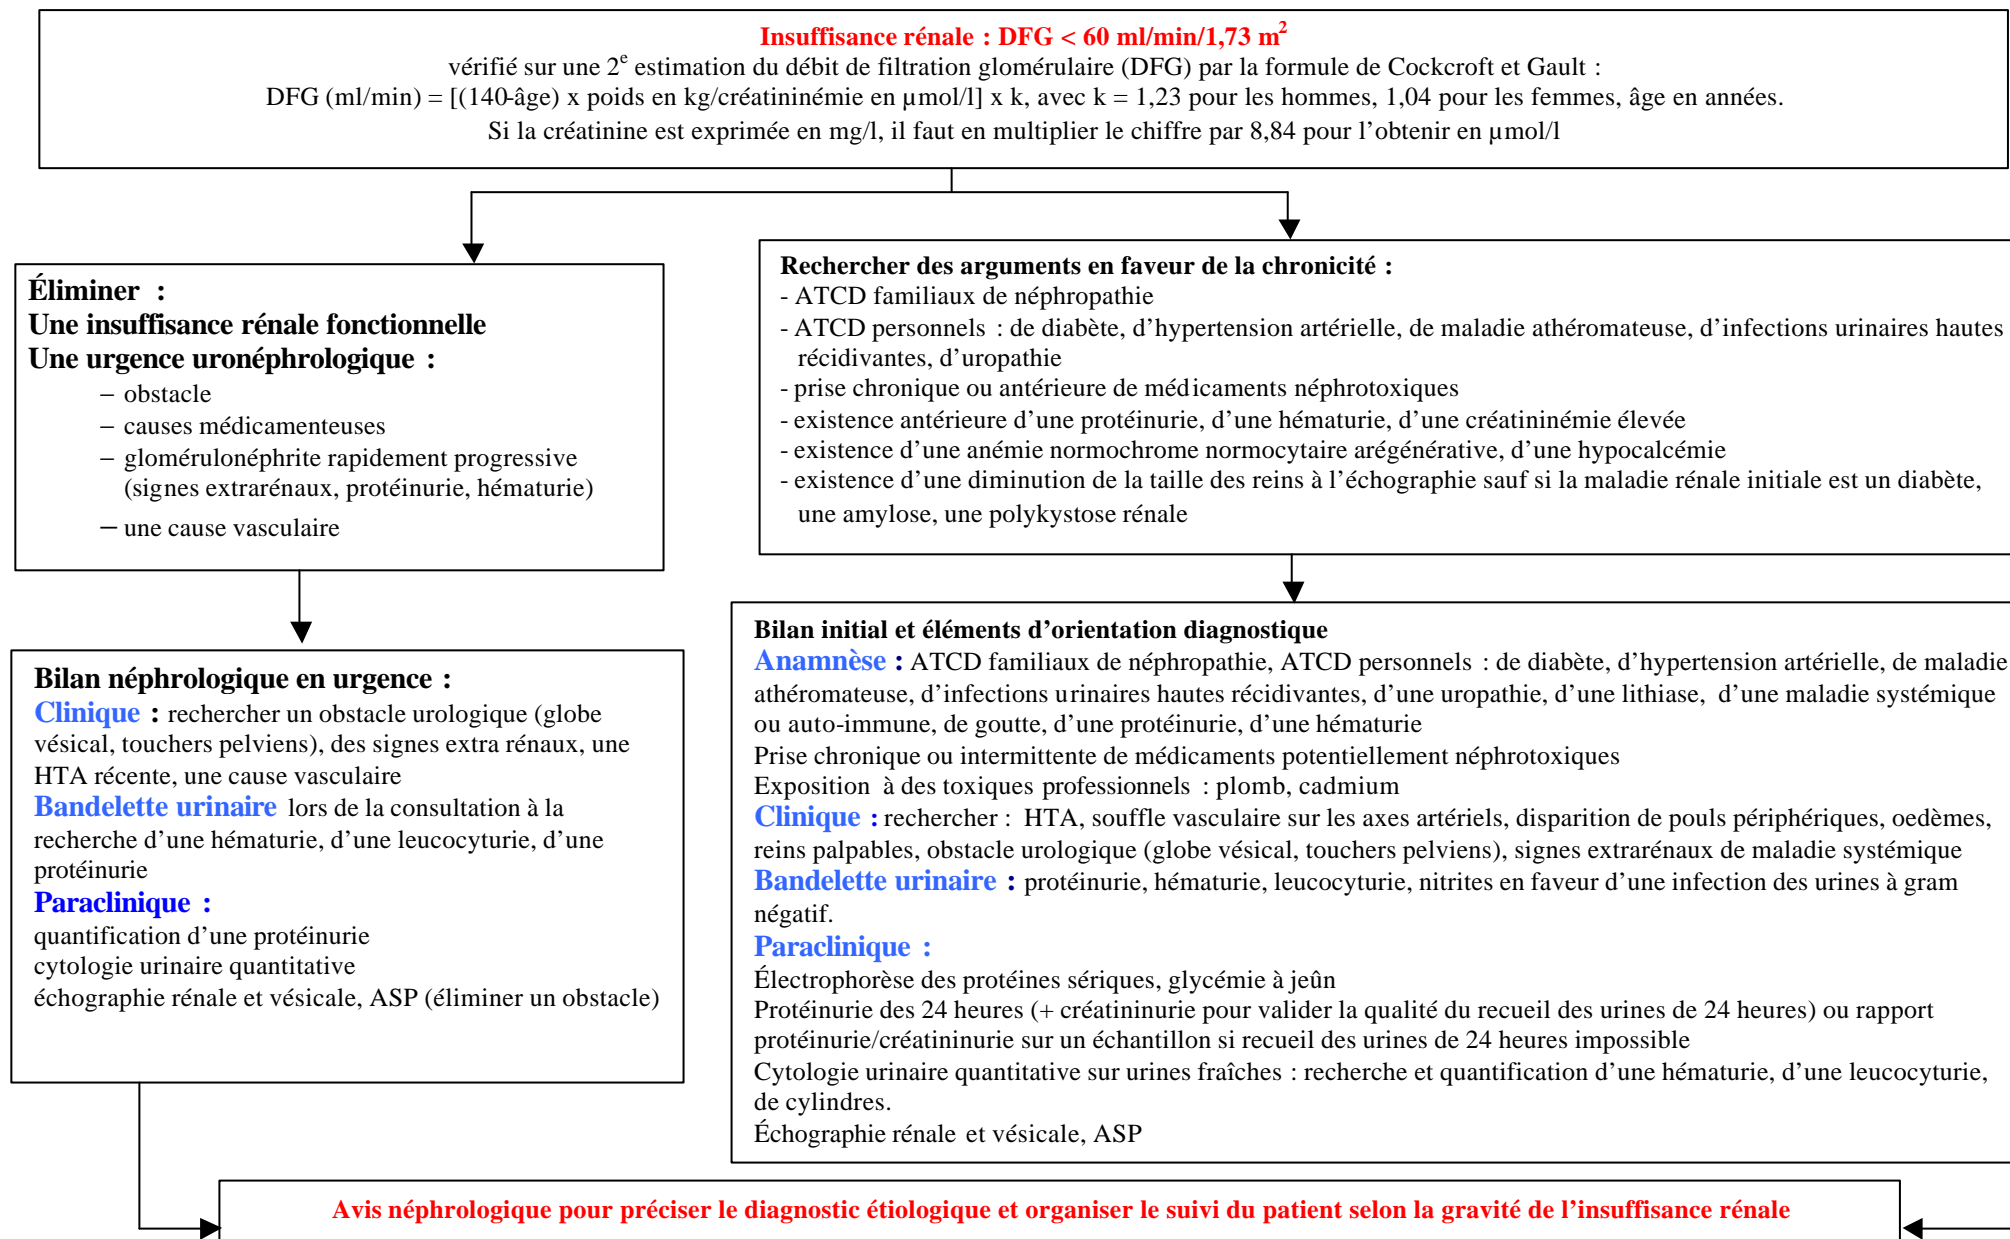 Insuffisance rénale : DFG < 60 ml/min/1,73 m²
vérifié sur une 2e estimation du débit de filtration glomérulaire (DFG) par la formule de Cockcroft et Gault :
DFG (ml/min) = [(140-âge) x poids en kg/créatininémie en µmol/l] x k, avec k = 1,23 pour les hommes, 1,04 pour les femmes, âge en années.
Si la créatinine est exprimée en mg/l, il faut en multiplier le chiffre par 8,84 pour l'obtenir en µmol/l
Éliminer :
Une insuffisance rénale fonctionnelle
Une urgence uronéphrologique :
– obstacle
– causes médicamenteuses
– glomérulonéphrite rapidement progressive
(signes extrarénaux, protéinurie, hématurie)
– une cause vasculaire
Rechercher des arguments en faveur de la chronicité :
- ATCD familiaux de néphropathie
- ATCD personnels : de diabète, d'hypertension artérielle, de maladie athéromateuse, d'infections urinaires hautes
récidivantes, d'uropathie
- prise chronique ou antérieure de médicaments néphrotoxiques
- existence antérieure d'une protéinurie, d'une hématurie, d'une créatininémie élevée
- existence d'une anémie normochrome normocytaire arégénérative, d'une hypocalcémie
- existence d'une diminution de la taille des reins à l'échographie sauf si la maladie rénale initiale est un diabète,
une amylose, une polykystose rénale
Bilan néphrologique en urgence :
Clinique : rechercher un obstacle urologique (globe
vésical, touchers pelviens), des signes extra rénaux, une
HTA récente, une cause vasculaire
Bandelette urinaire lors de la consultation à la
recherche d'une hématurie, d'une leucocyturie, d'une
protéinurie
Paraclinique :
quantification d'une protéinurie
cytologie urinaire quantitative
échographie rénale et vésicale, ASP (éliminer un obstacle)
Bilan initial et éléments d'orientation diagnostique
Anamnèse : ATCD familiaux de néphropathie, ATCD personnels : de diabète, d'hypertension artérielle, de maladie
athéromateuse, d'infections urinaires hautes récidivantes, d'une uropathie, d'une lithiase, d'une maladie systémique
ou auto-immune, de goutte, d'une protéinurie, d'une hématurie
Prise chronique ou intermittente de médicaments potentiellement néphrotoxiques
Exposition à des toxiques professionnels : plomb, cadmium
Clinique : rechercher : HTA, souffle vasculaire sur les axes artériels, disparition de pouls périphériques, oedèmes,
reins palpables, obstacle urologique (globe vésical, touchers pelviens), signes extrarénaux de maladie systémique
Bandelette urinaire : protéinurie, hématurie, leucocyturie, nitrites en faveur d'une infection des urines à gram
négatif.
Paraclinique :
Électrophorèse des protéines sériques, glycémie à jeûn
Protéinurie des 24 heures (+ créatininurie pour valider la qualité du recueil des urines de 24 heures) ou rapport
protéinurie/créatininurie sur un échantillon si recueil des urines de 24 heures impossible
Cytologie urinaire quantitative sur urines fraîches : recherche et quantification d'une hématurie, d'une leucocyturie,
de cylindres.
Échographie rénale et vésicale, ASP
Avis néphrologique pour préciser le diagnostic étiologique et organiser le suivi du patient selon la gravité de l'insuffisance rénale